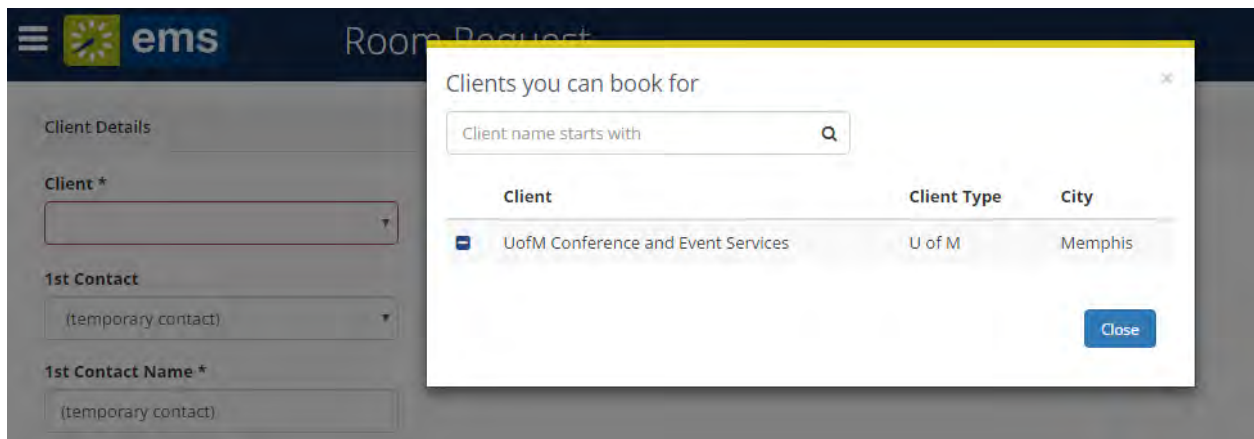 ems
Room Request
Client Details
Client *
1st Contact
(temporary contact)
1st Contact Name *
(temporary contact)
Clients you can book for
×
Client name starts with
Client Client Type City
UofM Conference and Event Services U of M Memphis
Close